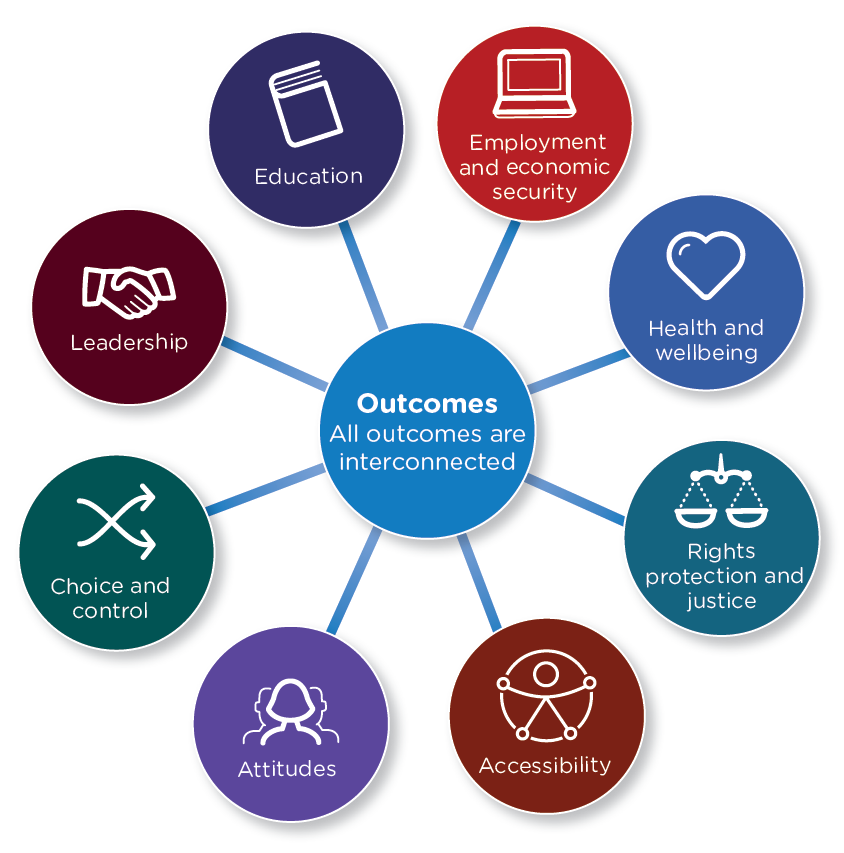 Education
Employment
and economic
security
Leadership
Health and
wellbeing
Outcomes
All outcomes are
interconnected
Choice and
control
Rights
protection and
justice
Attitudes
Accessibility